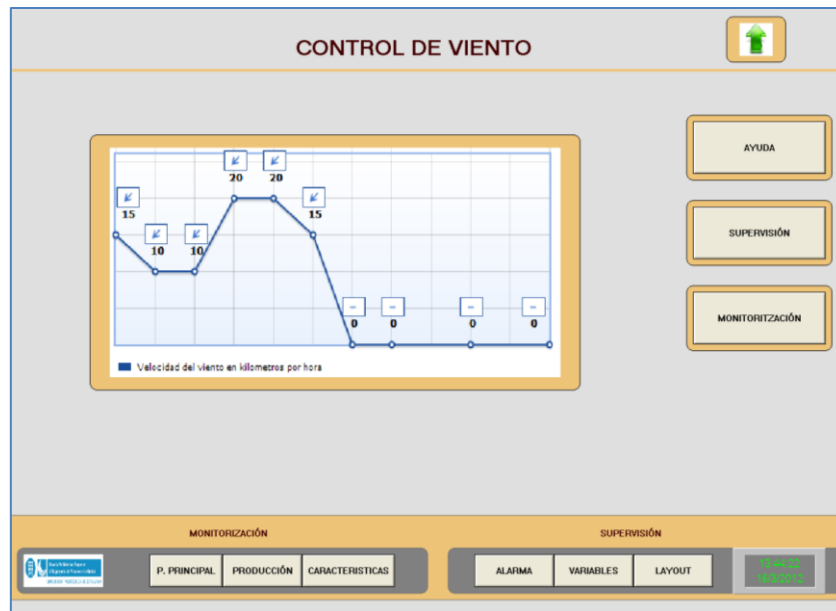 CONTROL DE VIENTO
AYUDA
20 20
15 15
10 10
SUPERVISIÓN
MONITORITZACIÓN
0 0 0 0
Velocidad del viento en kilometros por hora
MONITORIZACIÓN SUPERVISIÓN
P. PRINCIPAL PRODUCCIÓN CARACTERISTICAS ALARMA VARIABLES LAYOUT